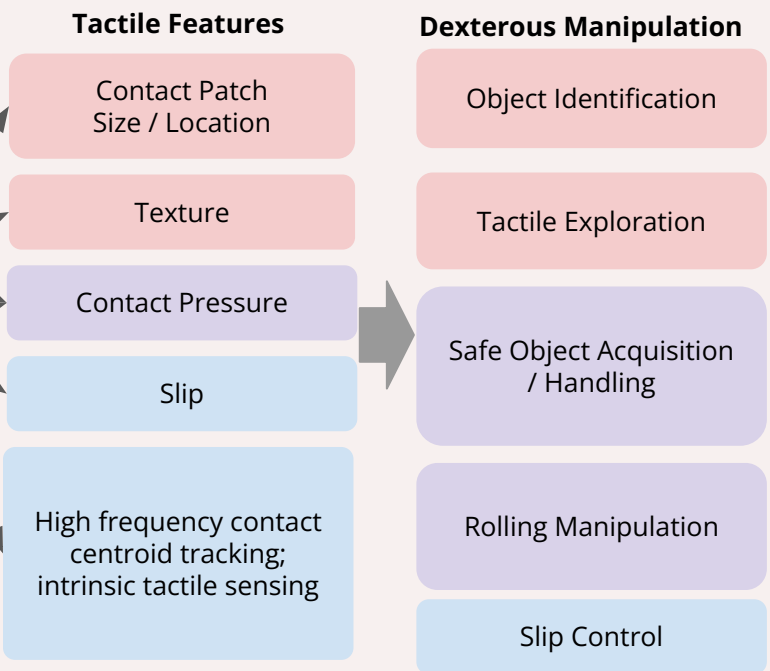 Tactile Features
Contact Patch
Size / Location
Texture
Contact Pressure
Slip
High frequency contact
centroid tracking;
intrinsic tactile sensing
Dexterous Manipulation
Object Identification
Tactile Exploration
Safe Object Acquisition
/ Handling
Rolling Manipulation
Slip Control